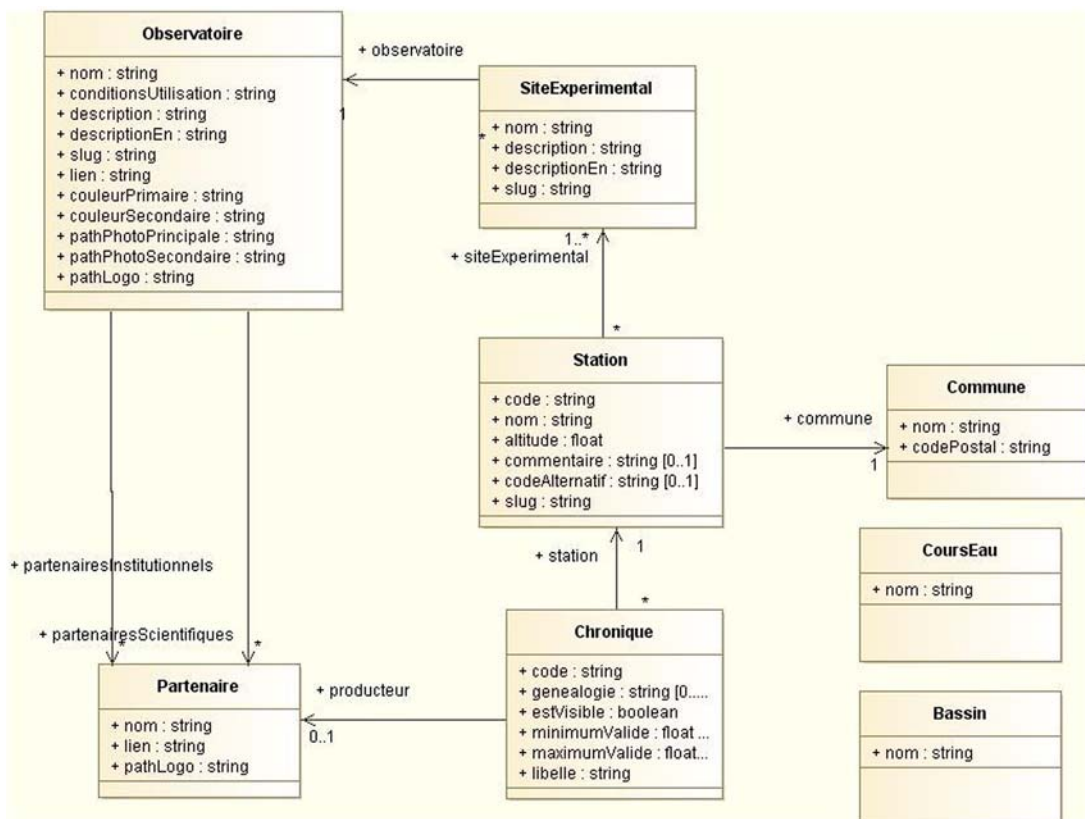 Observatoire
+ nom : string
+ conditionsUtilisation : string
+ description : string
+ descriptionEn : string
+ slug : string
+ lien : string
+ couleurPrimaire : string
+ couleurSecondaire : string
+ pathPhotoPrincipale : string
+ pathPhotoSecondaire : string
+ pathLogo : string
+ observatoire
1
*
SiteExperimental
+ nom : string
+ description : string
+ descriptionEn : string
+ slug : string
1..*
+ siteExperimental
*
Station
+ code : string
+ nom : string
+ altitude : float
+ commentaire : string [0..1]
+ codeAlternatif : string [0..1]
+ slug : string
+ commune
1
Commune
+ nom : string
+ codePostal : string
+ station
1
*
CoursEau
+ nom : string
+ partenairesInstitutionnels
*
+ partenairesScientifiques
*
Partenaire
+ nom : string
+ lien : string
+ pathLogo : string
+ producteur
0..1
Chronique
+ code : string
+ genealogie : string [0.....
+ estVisible : boolean
+ minimumValide : float ...
+ maximumValide : float...
+ libelle : string
Bassin
+ nom : string